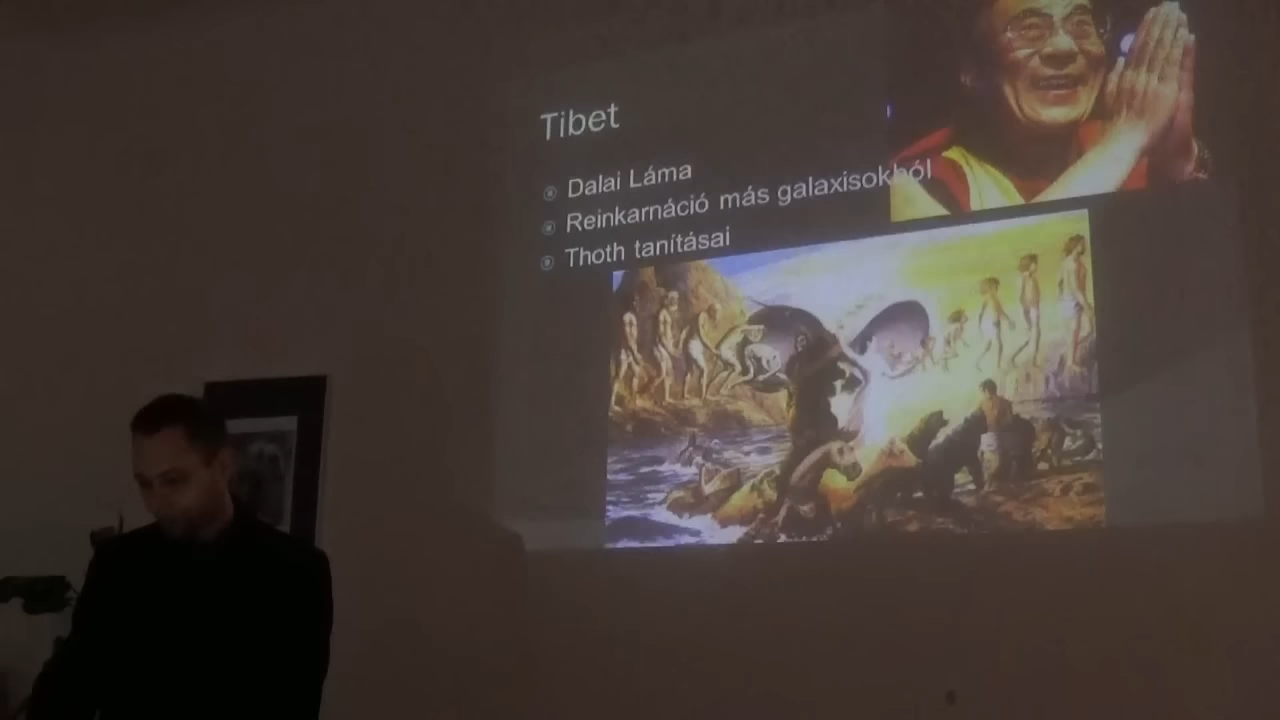 Tibet
Dalai Láma
Reinkarnáció más galaxisokból
Thoth tanításai